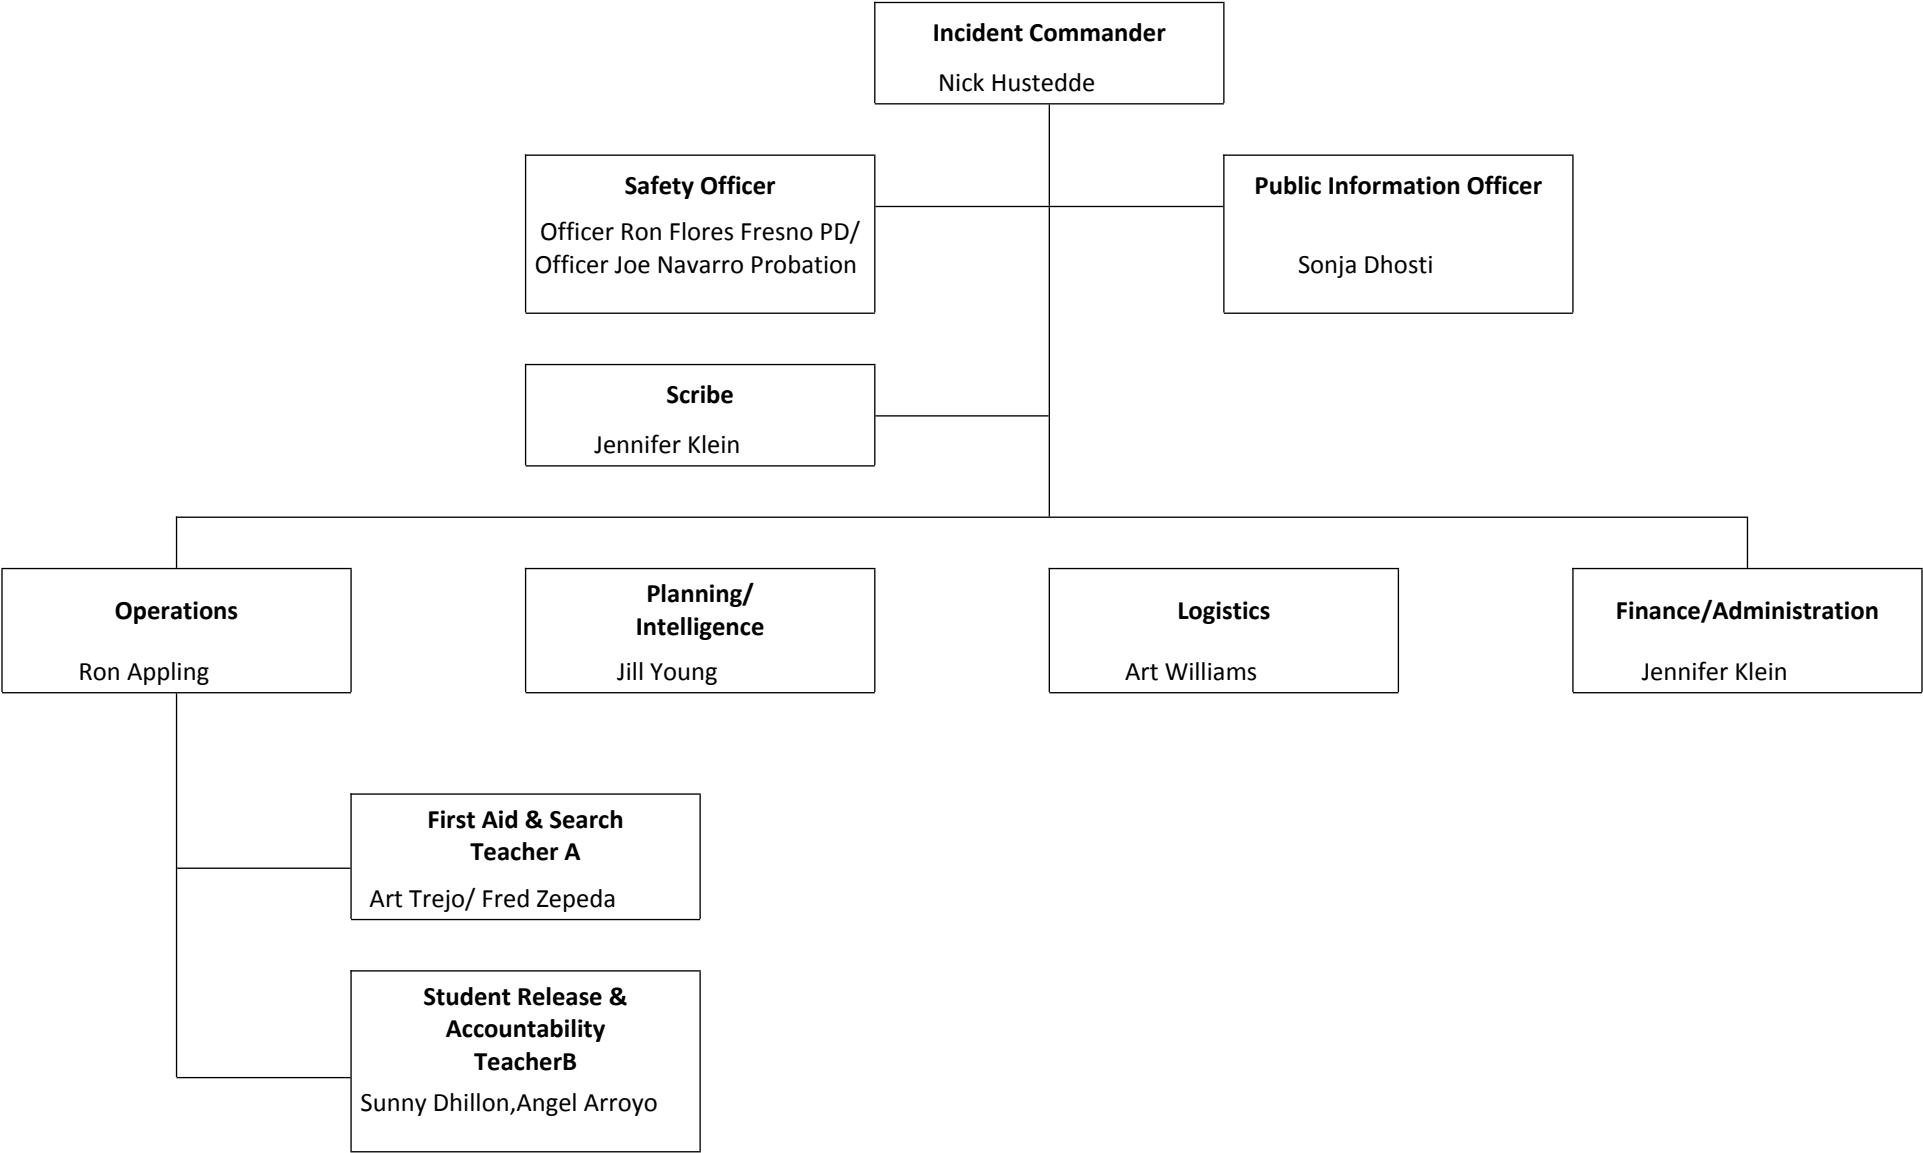 Incident Commander
Nick Hustedde
Safety Officer
Officer Ron Flores Fresno PD/
Officer Joe Navarro Probation
Public Information Officer
Sonja Dhosti
Scribe
Jennifer Klein
Operations
Ron Appling
Planning/
Intelligence
Jill Young
Logistics
Art Williams
Finance/Administration
Jennifer Klein
First Aid & Search
Teacher A
Art Trejo/ Fred Zepeda
Student Release &
Accountability
TeacherB
Sunny Dhillon,Angel Arroyo